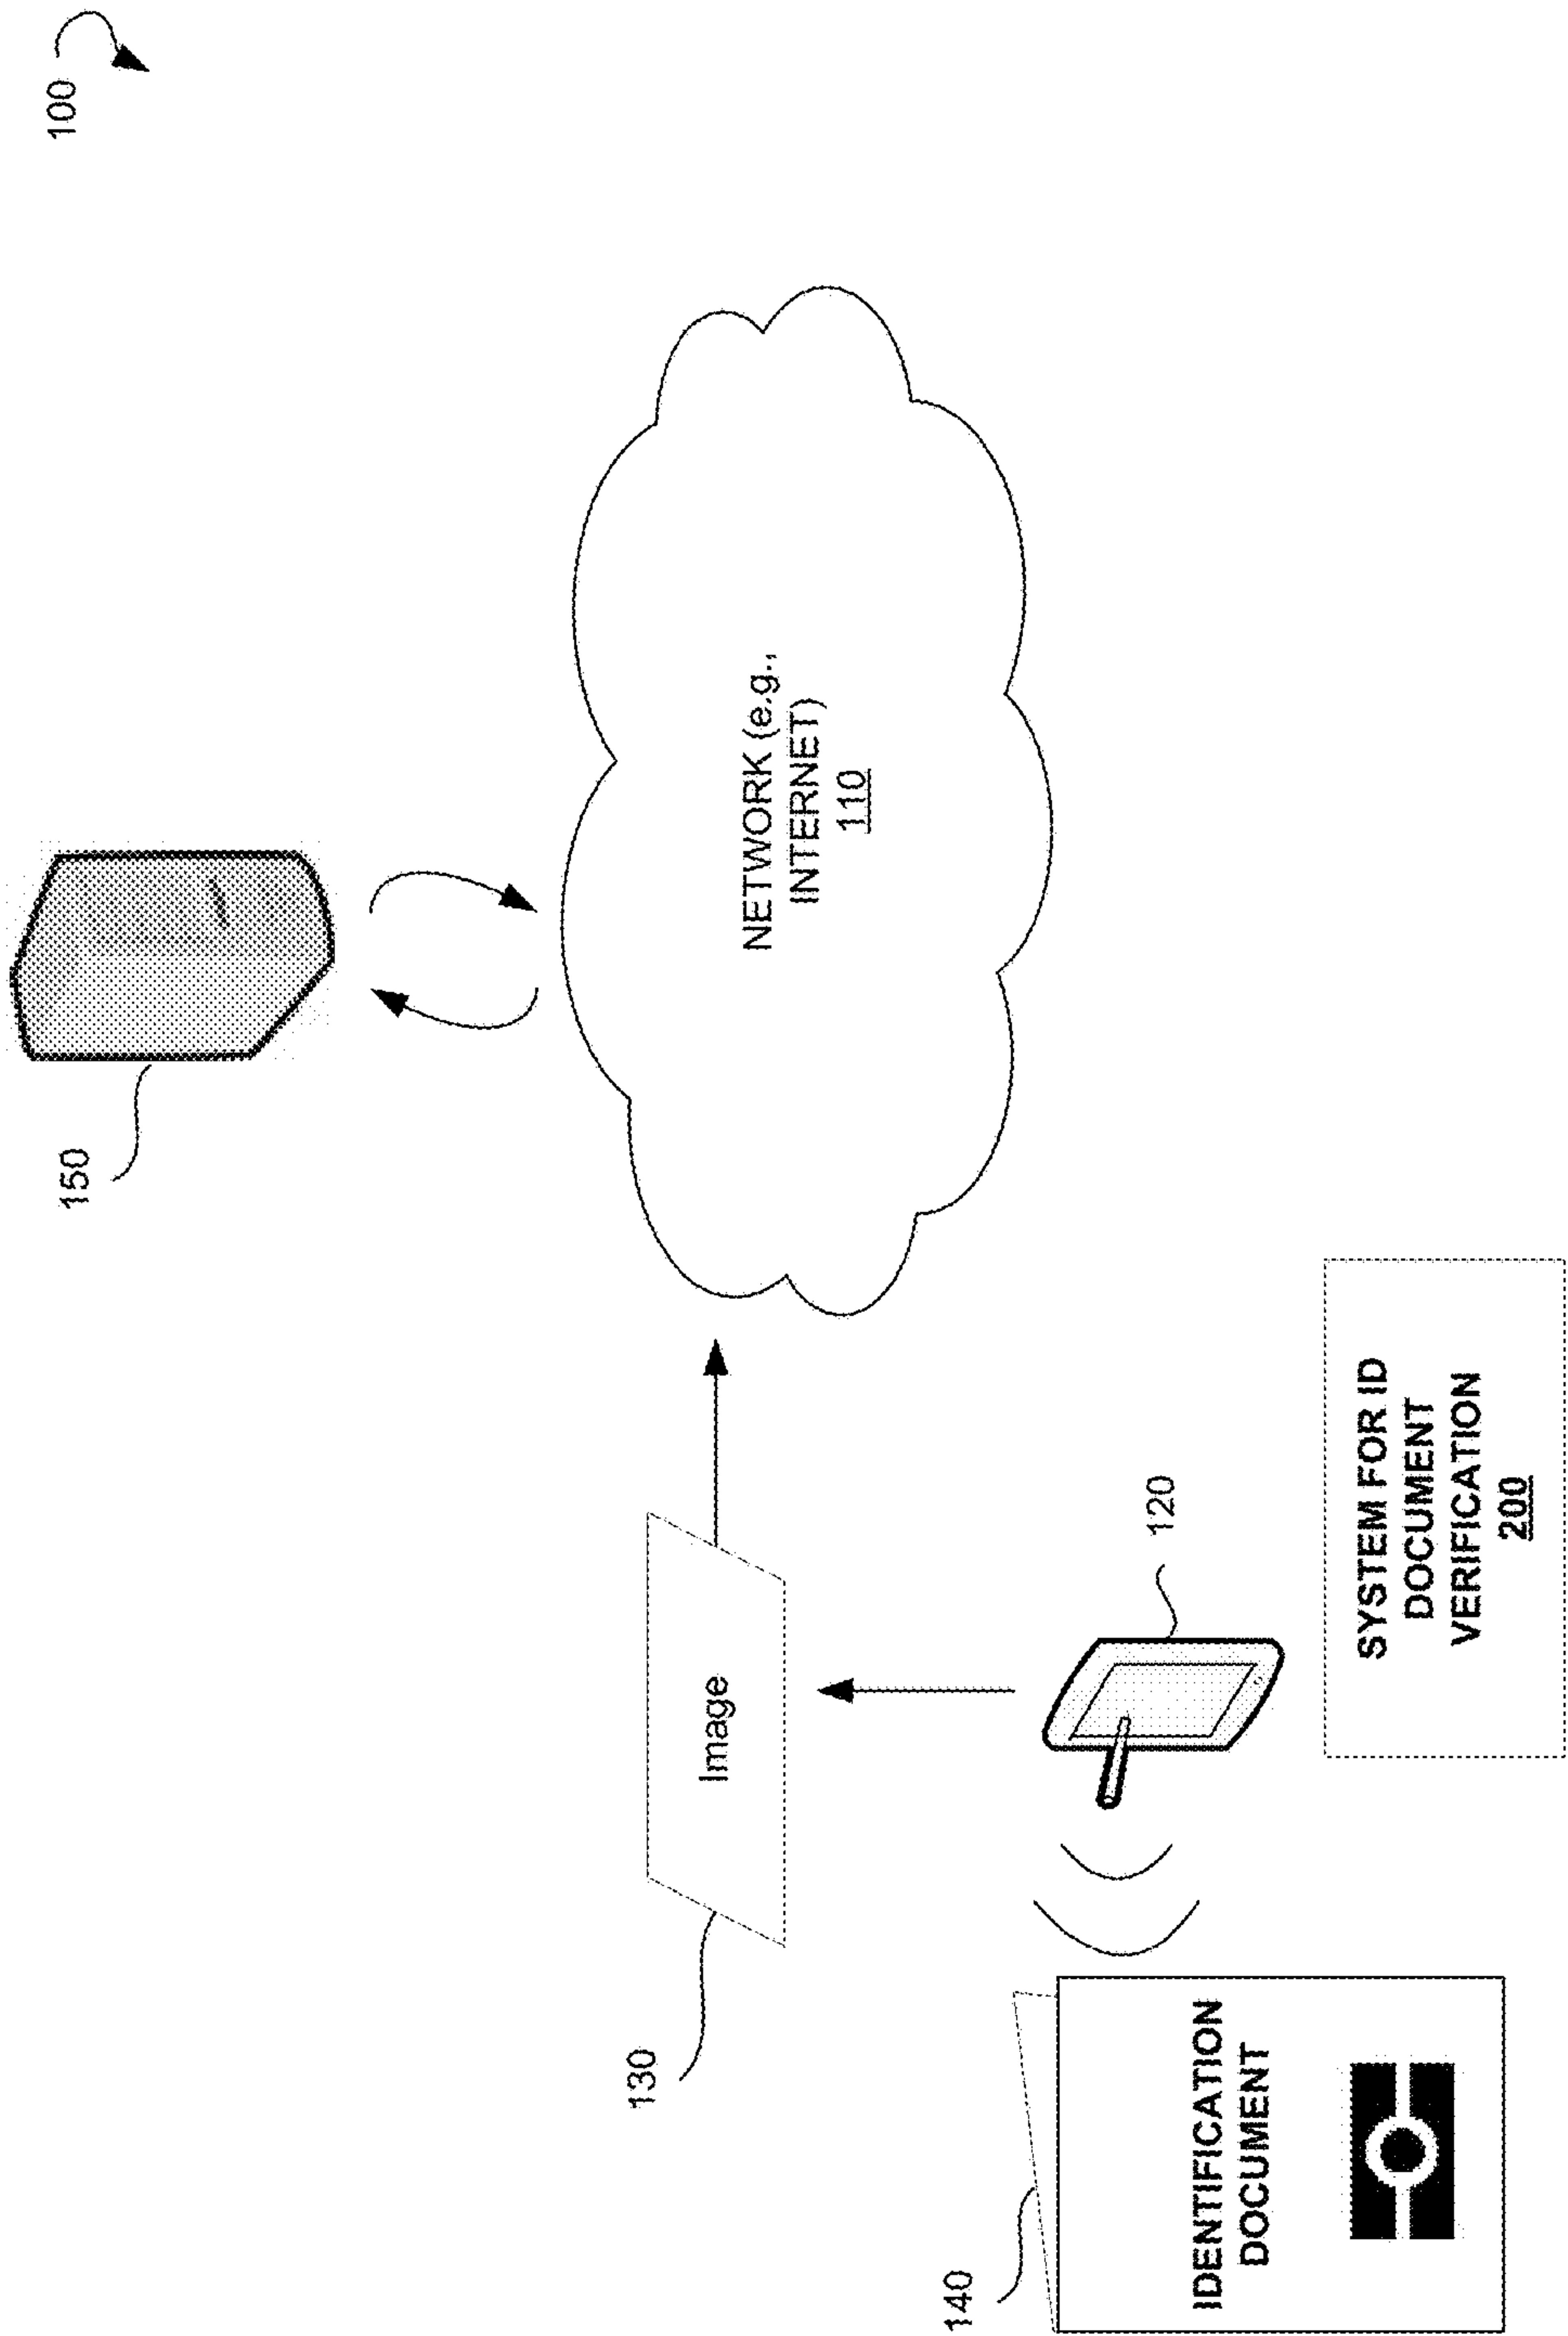 100
150
NETWORK (e.g.,
INTERNET)
110
130
Image
120
140
IDENTIFICATION
DOCUMENT
SYSTEM FOR ID
DOCUMENT
VERIFICATION
200